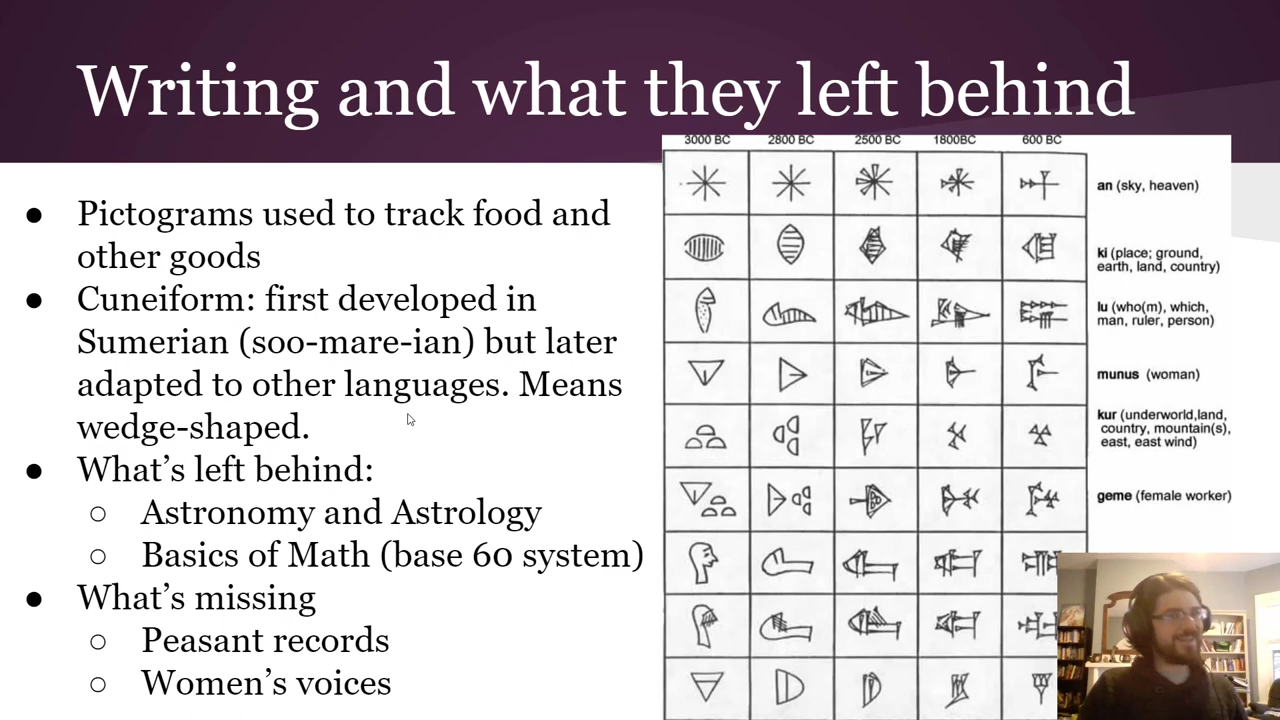 Writing and what they left behind
● Pictograms used to track food and
other goods
● Cuneiform: first developed in
Sumerian (soo-mare-ian) but later
adapted to other languages. Means
wedge-shaped.
● What's left behind:
○ Astronomy and Astrology
○ Basics of Math (base 60 system)
● What's missing
○ Peasant records
○ Women's voices
3000 BC 2800 BC 2500 BC 1800BC 600 BC
an (sky, heaven)
ki (place; ground,
earth, land, country)
lu (who(m), which,
man, ruler, person)
munus (woman)
kur (underworld,land,
country, mountain(s),
east, east wind)
geme (female worker)